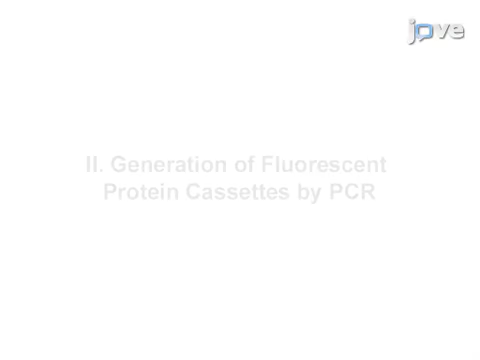 jove
II. Generation of Fluorescent
Protein Cassettes by PCR